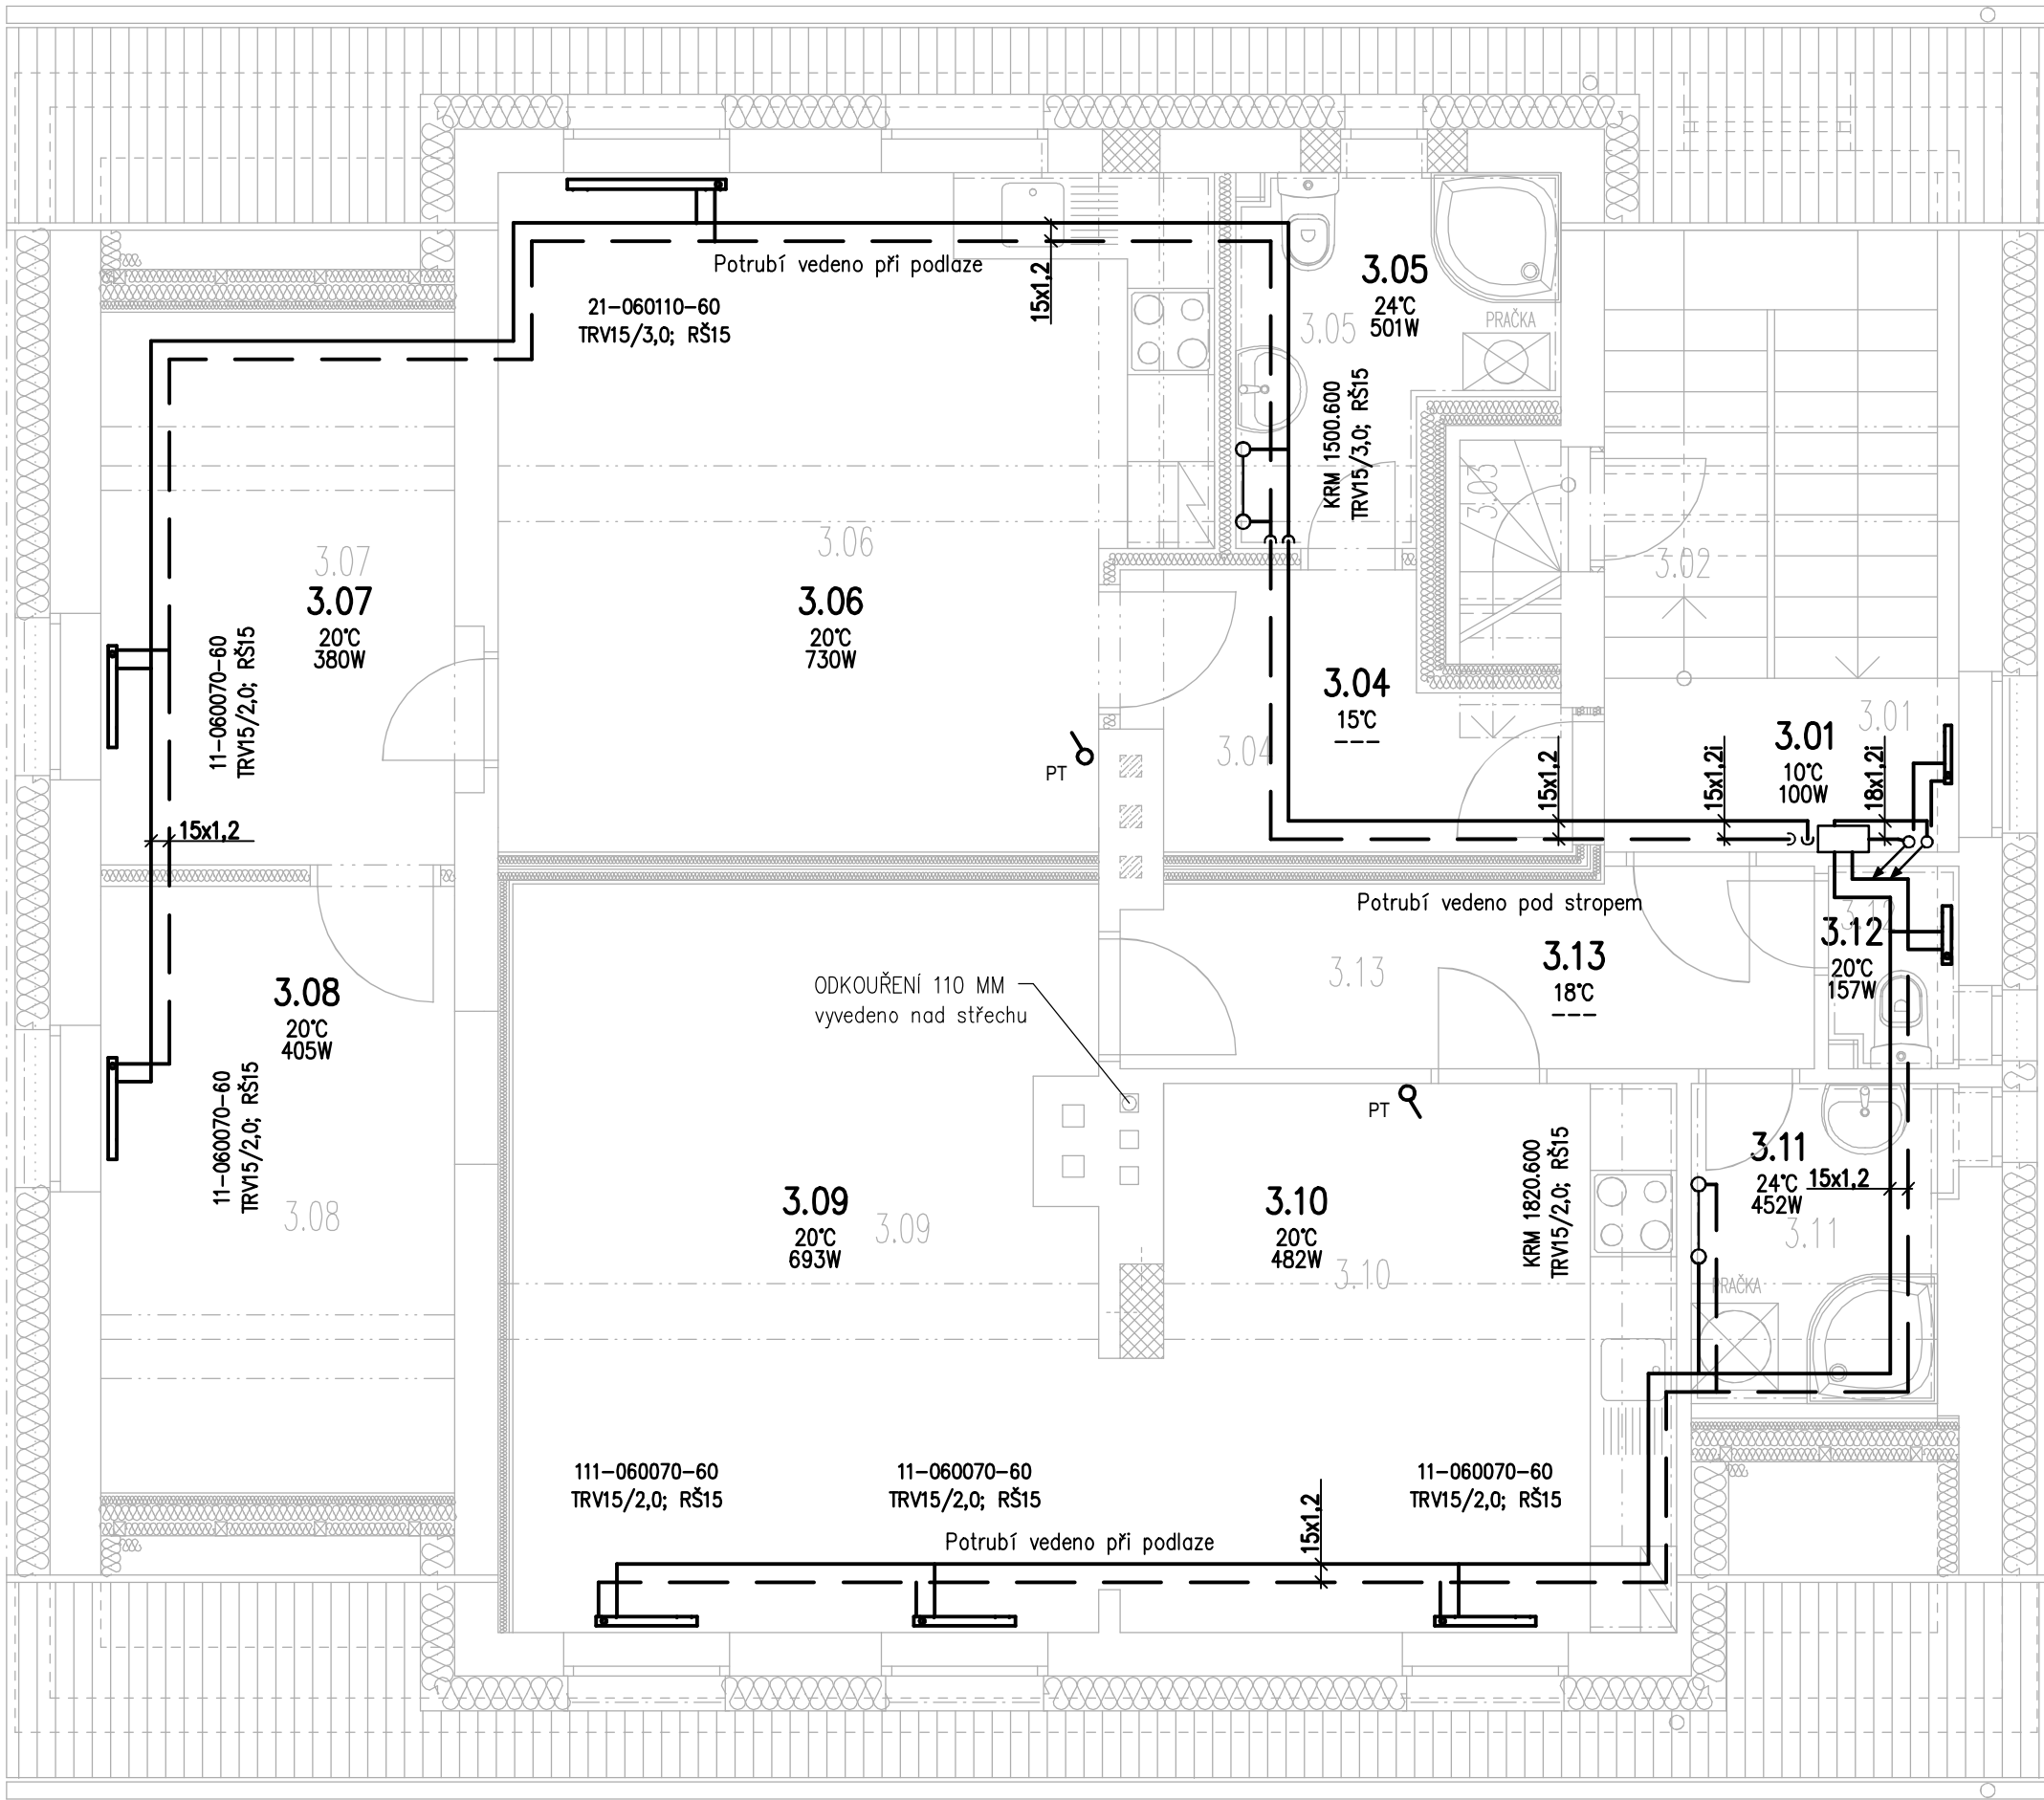 Potrubí vedeno při podlaze
15x1,2
21-060110-60
TRV15/3,0; RŠ15
3.05
24°C
501W
3.05
PRAČKA
KRM 1500.600
TRV15/3,0; RŠ15
3.03
3.02
3.07
3.07
20°C
380W
11-060070-60
TRV15/2,0; RŠ15
3.06
3.06
20°C
730W
3.04
15°C
---
3.04
PT
15x1,2
15x1,2i
3.01
3.01
10°C
100W
18x1,2i
15x1,2
Potrubí vedeno pod stropem
3.12
3.12
20°C
157W
3.08
20°C
405W
11-060070-60
TRV15/2,0; RŠ15
3.08
ODKOUŘENÍ 110 MM
vyvedeno nad střechu
3.13
3.13
18°C
---
PT
3.09
20°C
693W
3.09
3.10
20°C
482W
3.10
KRM 1820.600
TRV15/2,0; RŠ15
3.11
24°C
452W
15x1,2
3.11
PRAČKA
111-060070-60
TRV15/2,0; RŠ15
11-060070-60
TRV15/2,0; RŠ15
11-060070-60
TRV15/2,0; RŠ15
Potrubí vedeno při podlaze
15x1,2